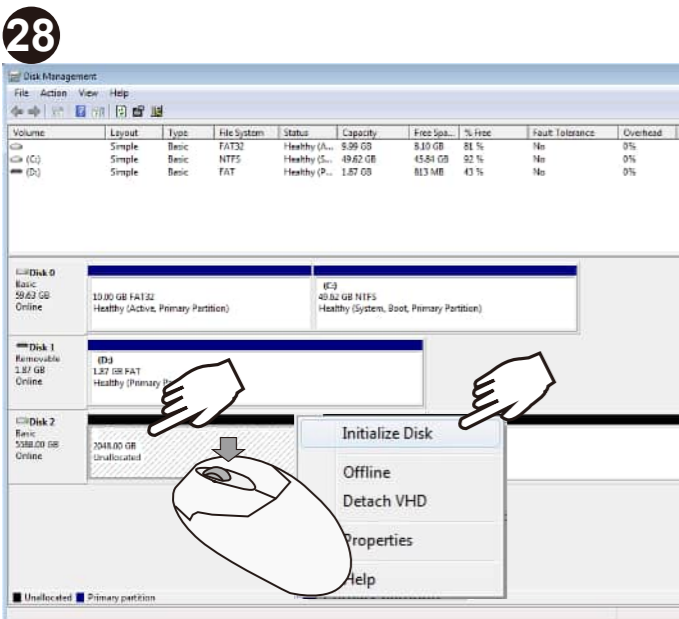 28
Disk Management
File Action View Help
Volume Layout Type File System Status Capacity Free Spa... % Free Fault Tolerance Overhead
Simple Basic FAT32 Healthy (A... 9.99 GB 8.10 GB 81 % No 0%
(C:) Simple Basic NTFS Healthy (S... 49.62 GB 45.84 GB 92 % No 0%
(D:) Simple Basic FAT Healthy (P... 1.87 GB 813 MB 43 % No 0%
Disk 0
Basic
59.63 GB
Online
10.00 GB FAT32
Healthy (Active, Primary Partition)
(C:)
49.62 GB NTFS
Healthy (System, Boot, Primary Partition)
Disk 1
Removable
1.87 GB
Online
(D:)
1.87 GB FAT
Healthy (Primary
Disk 2
Basic
5588.00 GB
Online
2048.00 GB
Unallocated
Initialize Disk
Offline
Detach VHD
Properties
Help
Unallocated Primary partition